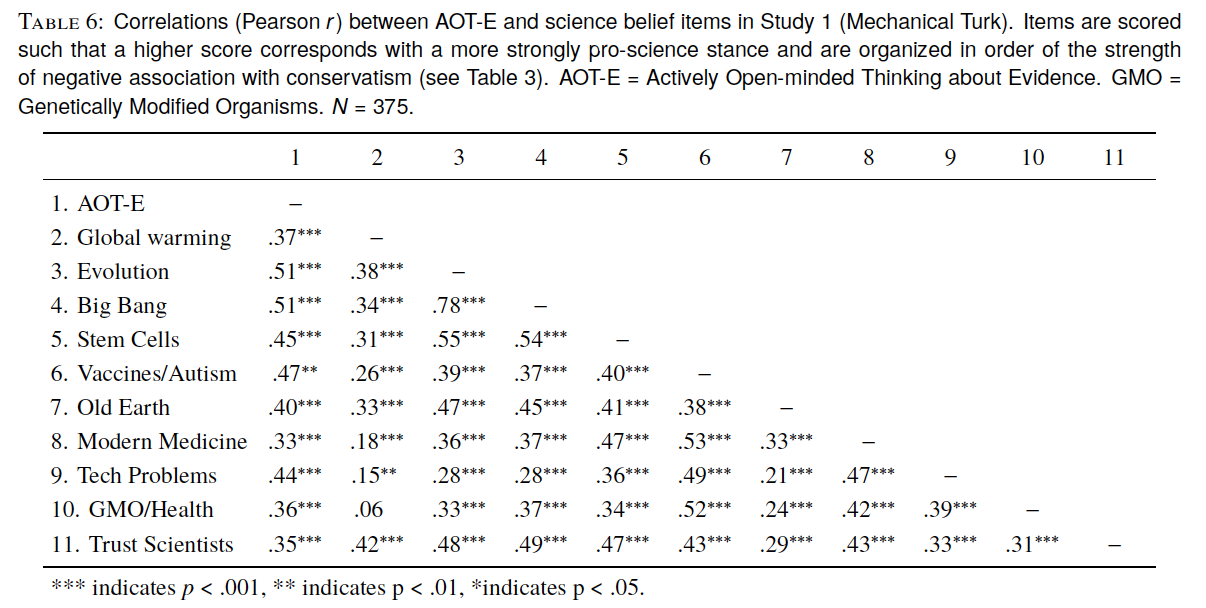 TABLE 6: Correlations (Pearson r) between AOT-E and science belief items in Study 1 (Mechanical Turk). Items are scored
such that a higher score corresponds with a more strongly pro-science stance and are organized in order of the strength
of negative association with conservatism (see Table 3). AOT-E = Actively Open-minded Thinking about Evidence. GMO =
Genetically Modified Organisms. N = 375.
1 2 3 4 5 6 7 8 9 10 11
1. AOT-E –
2. Global warming .37*** –
3. Evolution .51*** .38*** –
4. Big Bang .51*** .34*** .78*** –
5. Stem Cells .45*** .31*** .55*** .54*** –
6. Vaccines/Autism .47** .26*** .39*** .37*** .40*** –
7. Old Earth .40*** .33*** .47*** .45*** .41*** .38*** –
8. Modern Medicine .33*** .18*** .36*** .37*** .47*** .53*** .33*** –
9. Tech Problems .44*** .15** .28*** .28*** .36*** .49*** .21*** .47*** –
10. GMO/Health .36*** .06 .33*** .37*** .34*** .52*** .24*** .42*** .39*** –
11. Trust Scientists .35*** .42*** .48*** .49*** .47*** .43*** .29*** .43*** .33*** .31*** –
*** indicates p < .001, ** indicates p < .01, *indicates p < .05.